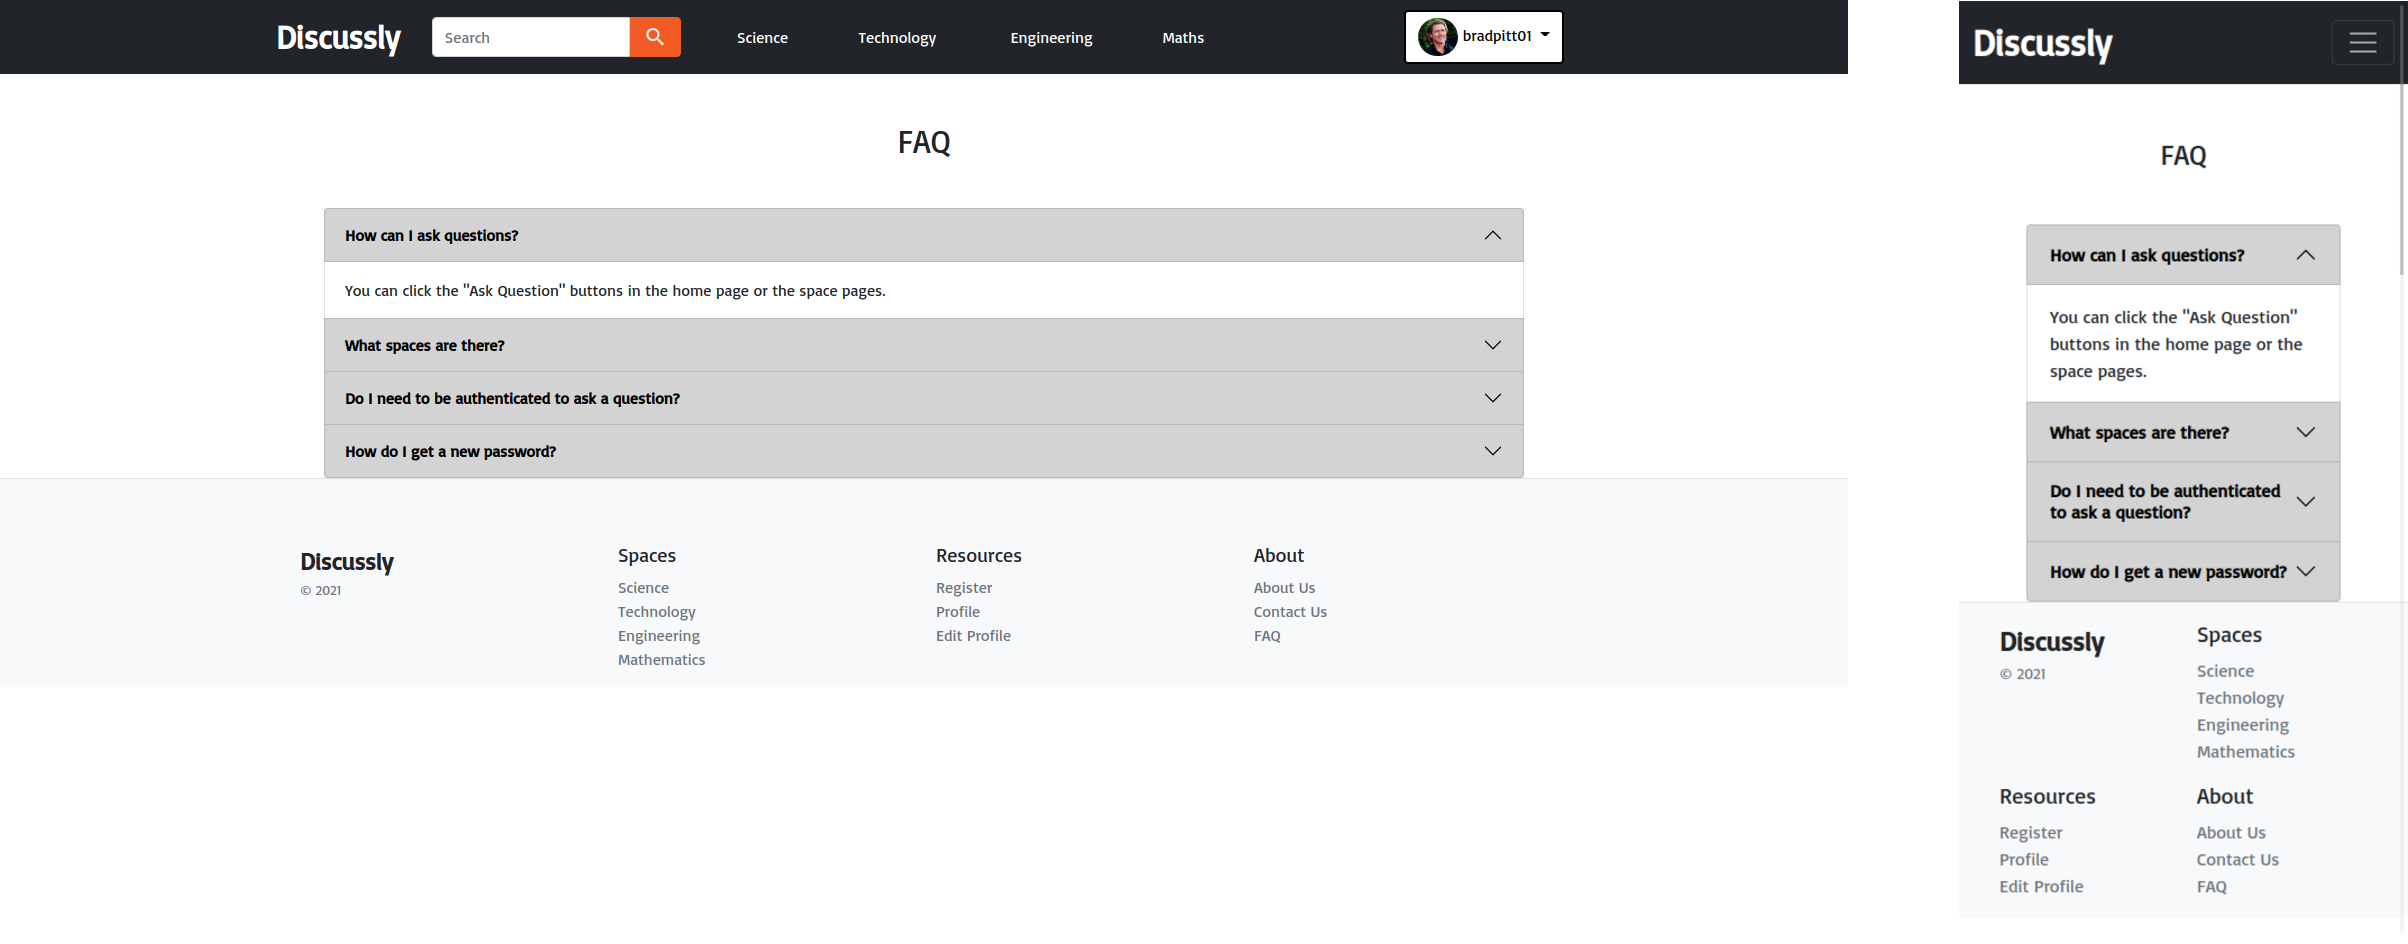 Discussly
Search
Science
Technology
Engineering
Maths
bradpitt01
FAQ
How can I ask questions?
You can click the "Ask Question" buttons in the home page or the space pages.
What spaces are there?
Do I need to be authenticated to ask a question?
How do I get a new password?
Discussly
© 2021
Spaces
Science
Technology
Engineering
Mathematics
Resources
Register
Profile
Edit Profile
About
About Us
Contact Us
FAQ
Discussly
FAQ
How can I ask questions?
You can click the "Ask Question"
buttons in the home page or the
space pages.
What spaces are there?
Do I need to be authenticated
to ask a question?
How do I get a new password?
Discussly
© 2021
Spaces
Science
Technology
Engineering
Mathematics
Resources
Register
Profile
Edit Profile
About
About Us
Contact Us
FAQ